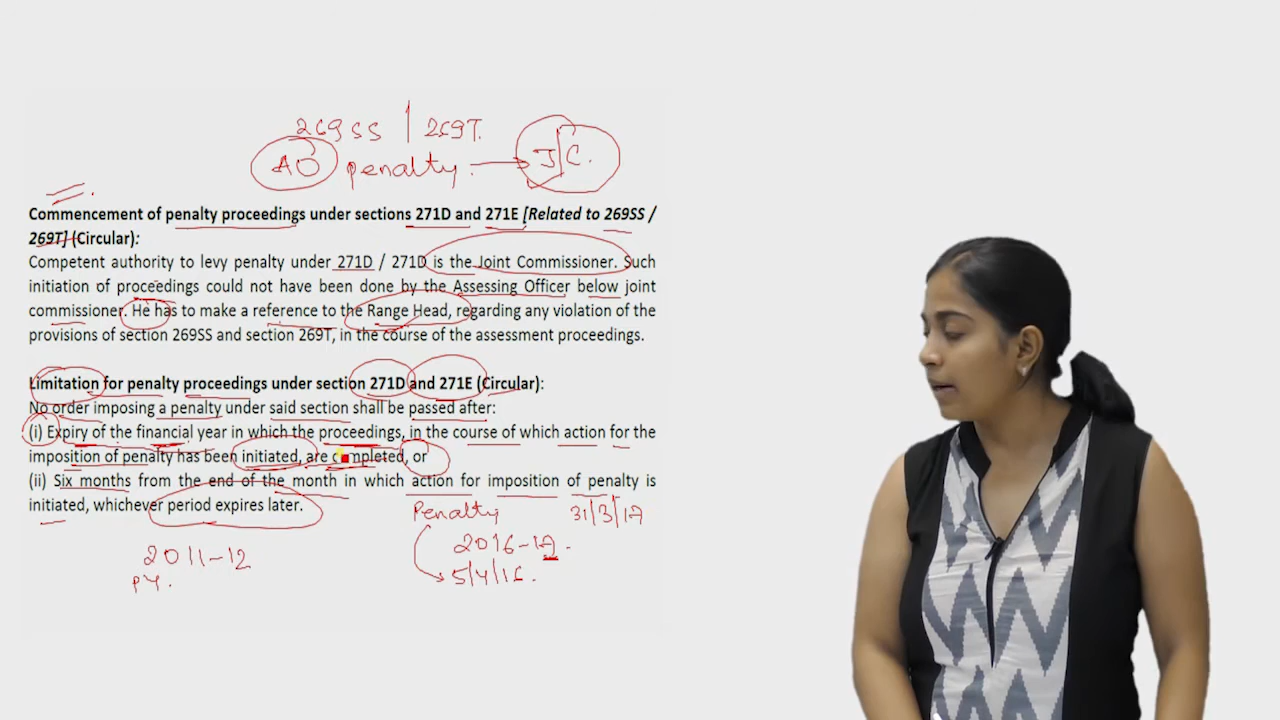 269SS | 269T.
AO penalty. → J/C.
Commencement of penalty proceedings under sections 271D and 271E [Related to 269SS /
269T] (Circular):
Competent authority to levy penalty under 271D / 271D is the Joint Commissioner. Such
initiation of proceedings could not have been done by the Assessing Officer below joint
commissioner. He has to make a reference to the Range Head, regarding any violation of the
provisions of section 269SS and section 269T, in the course of the assessment proceedings.
Limitation for penalty proceedings under section 271D and 271E (Circular):
No order imposing a penalty under said section shall be passed after:
(i) Expiry of the financial year in which the proceedings, in the course of which action for the
imposition of penalty has been initiated, are completed, or
(ii) Six months from the end of the month in which action for imposition of penalty is
initiated, whichever period expires later.
Penalty 31/3/17
2011-12 2016-17.
PY. 5/4/16.